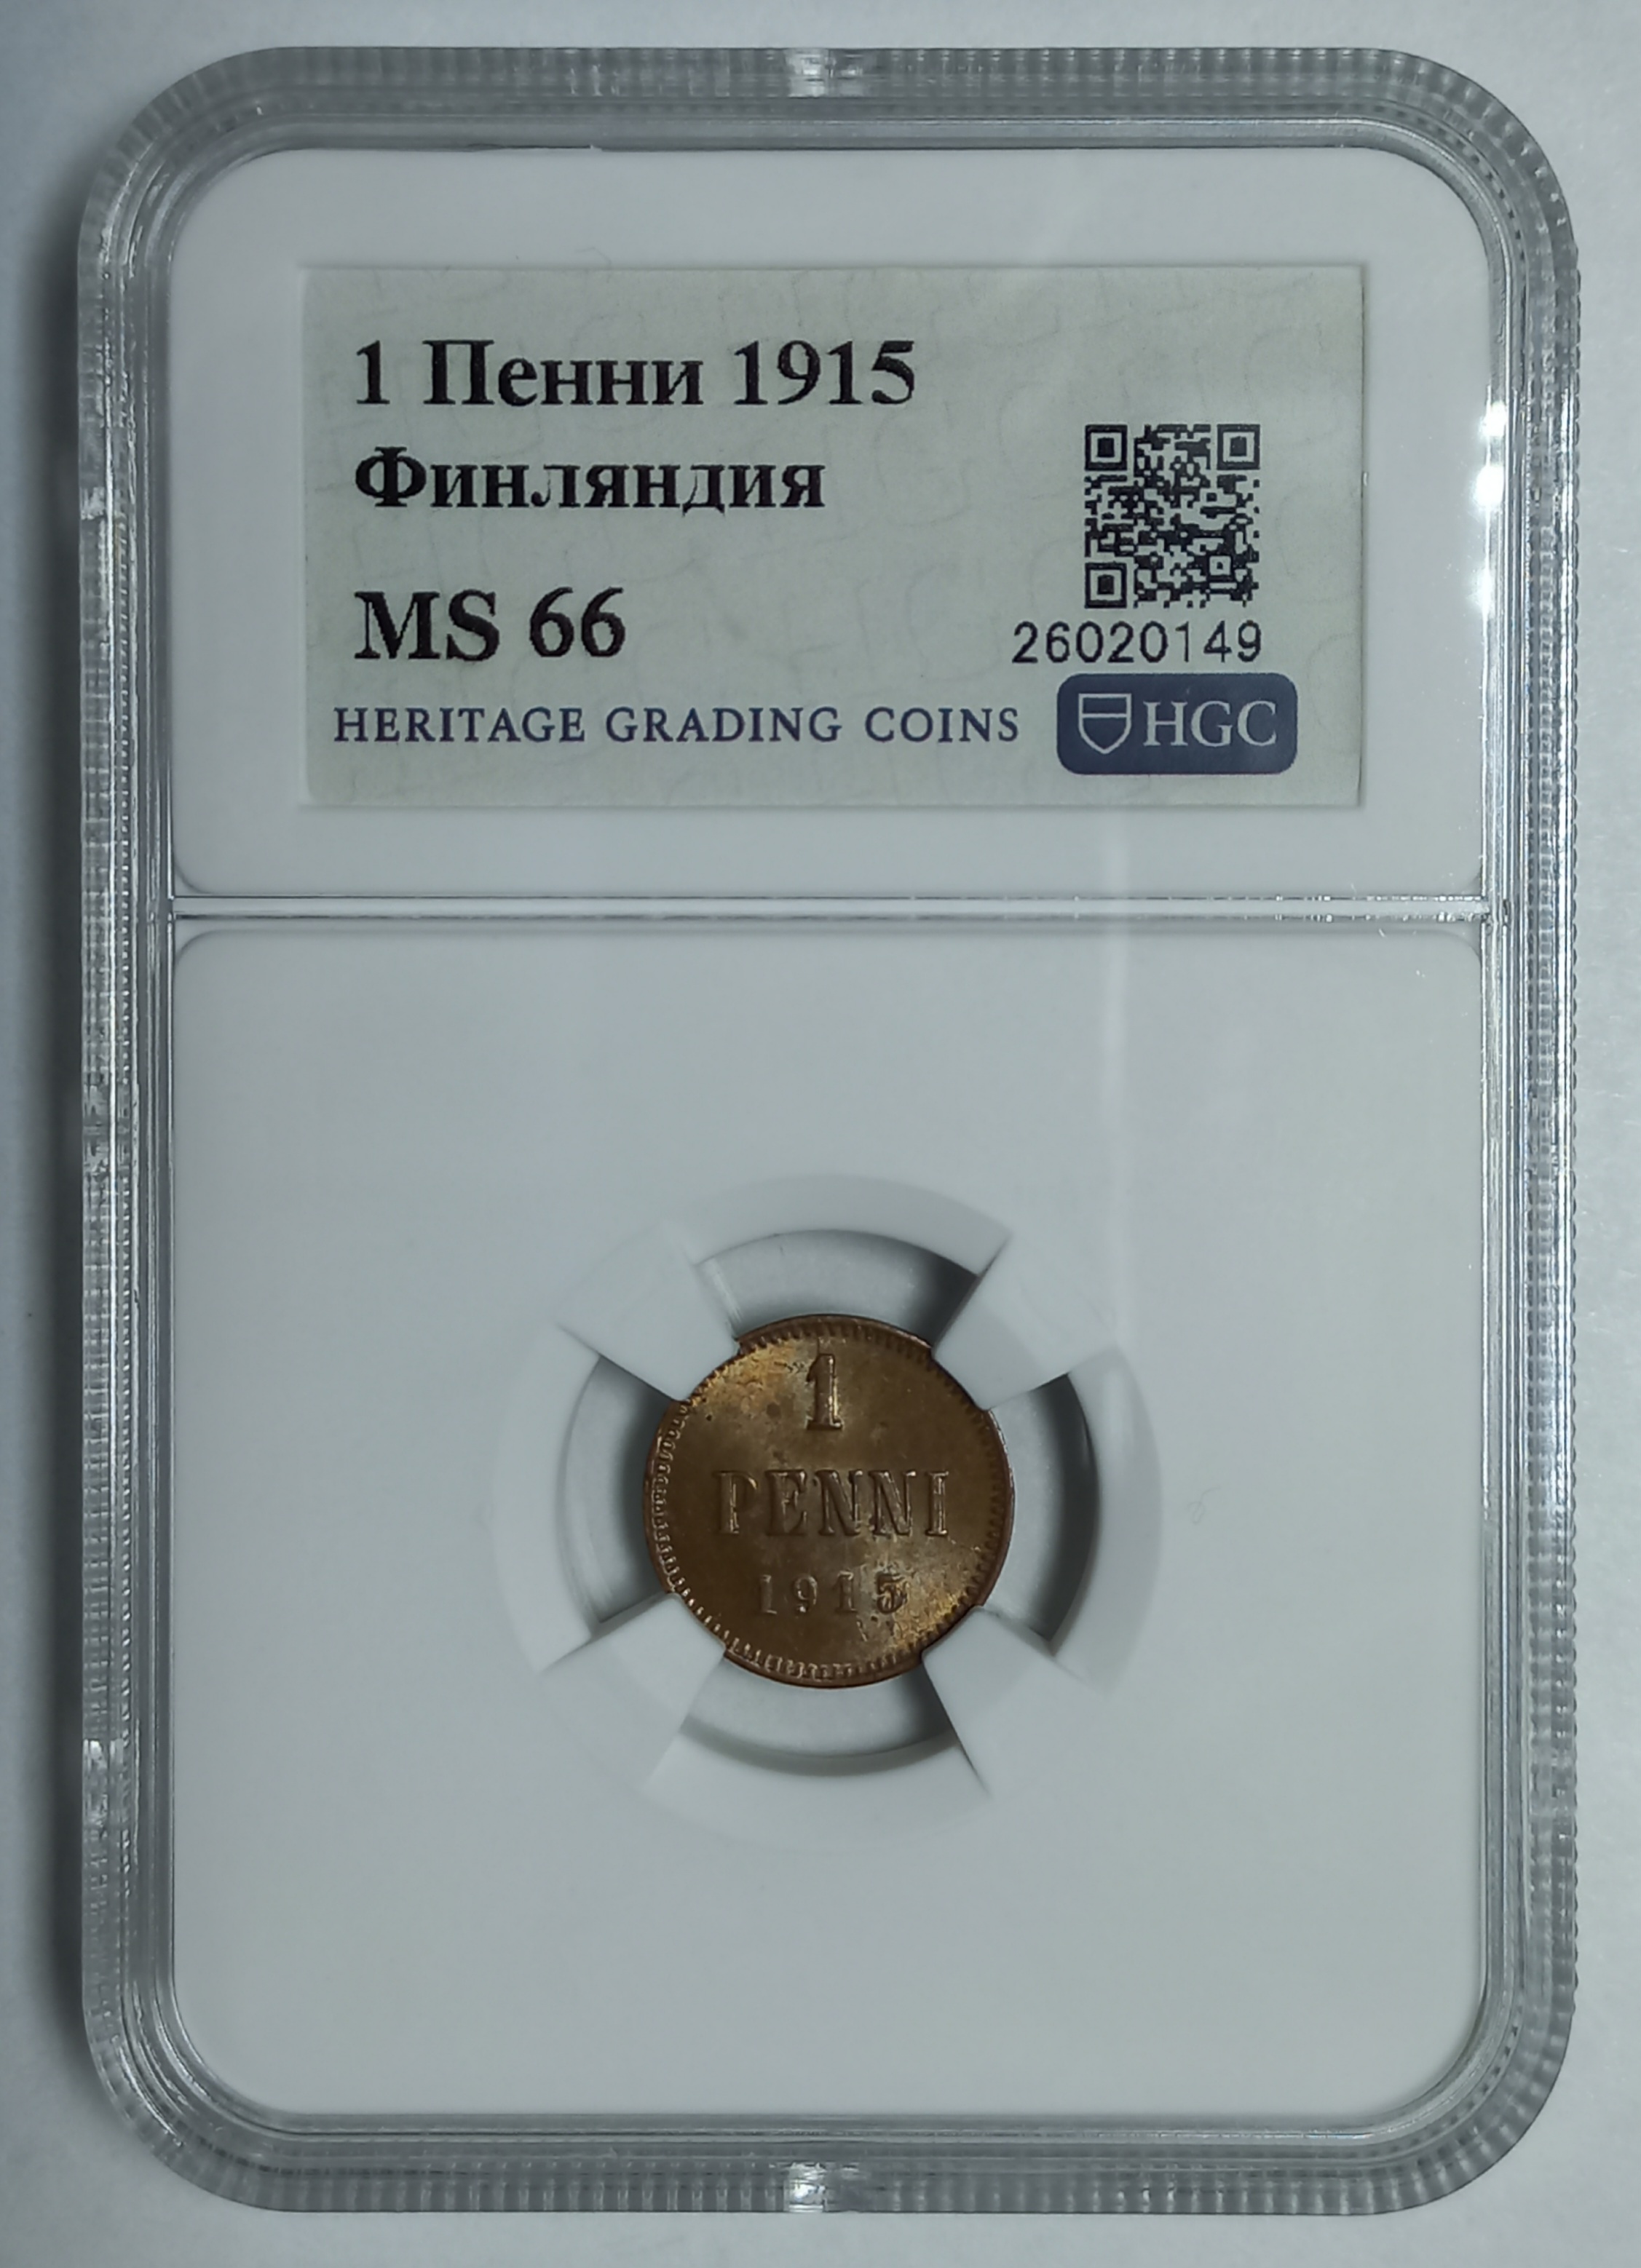 1 Пенни 1915
Финляндия
MS 66
26020149
HERITAGE GRADING COINS
HGC
1
PENNI
1915